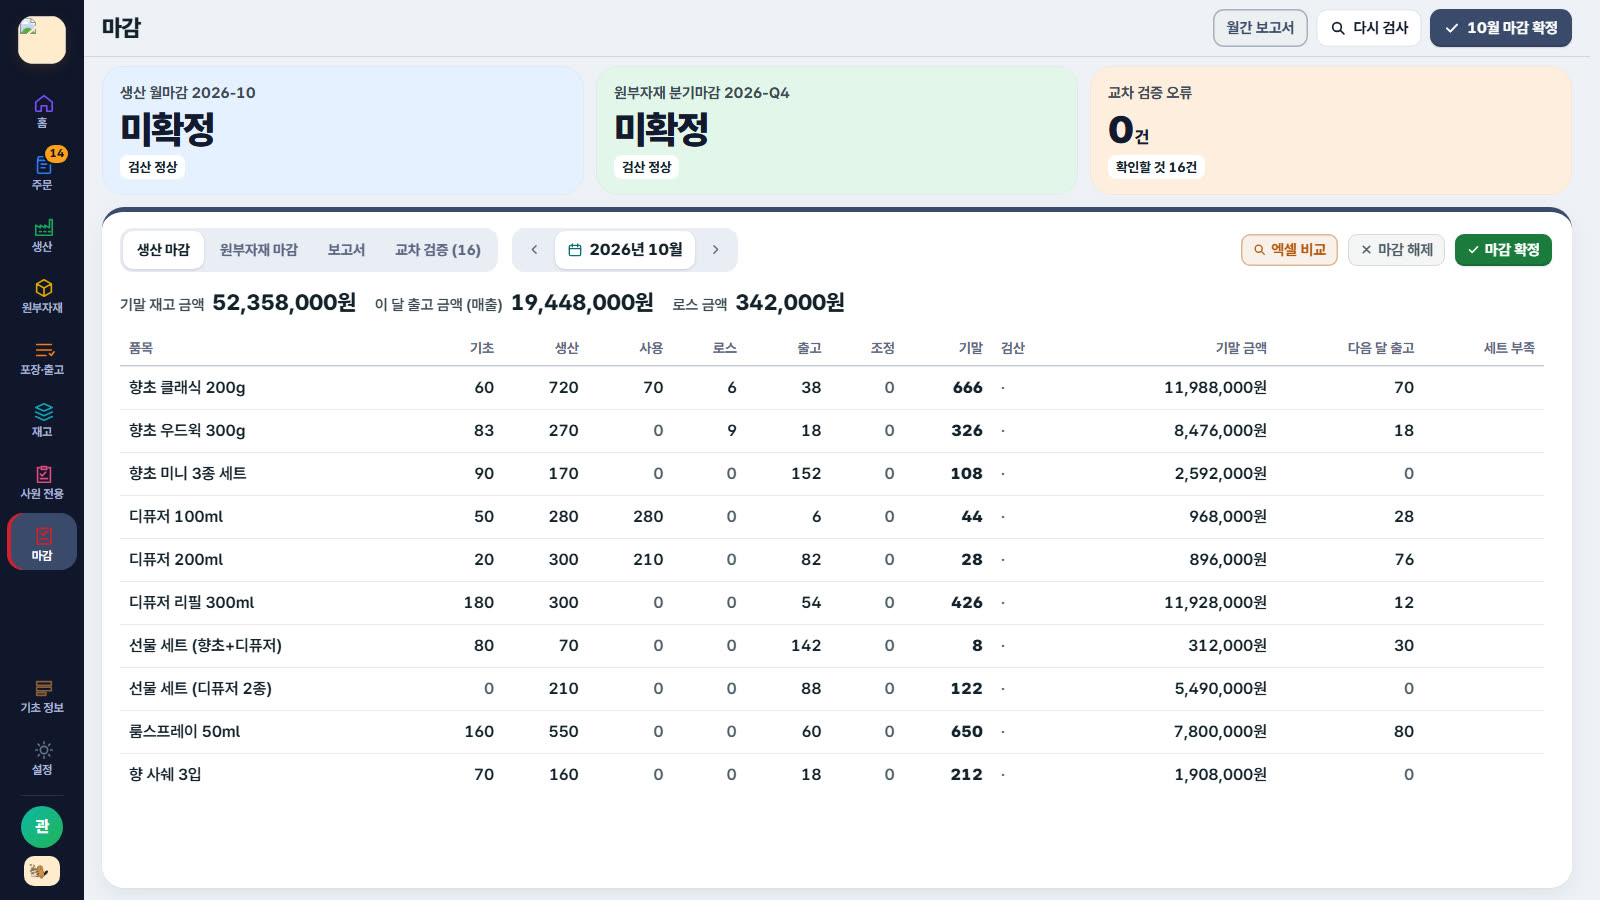 마감
월간 보고서
다시 검사
10월 마감 확정
홈
14
주문
생산
원부자재
포장·출고
재고
사원 전용
마감
기초 정보
설정
관
생산 월마감 2026-10
미확정
검산 정상
원부자재 분기마감 2026-Q4
미확정
검산 정상
교차 검증 오류
0건
확인할 것 16건
생산 마감 원부자재 마감 보고서 교차 검증 (16)
2026년 10월
엑셀 비교
마감 해제
마감 확정
기말 재고 금액 52,358,000원 이 달 출고 금액 (매출) 19,448,000원 로스 금액 342,000원
품목 기초 생산 사용 로스 출고 조정 기말 검산 기말 금액 다음 달 출고 세트 부족
향초 클래식 200g 60 720 70 6 38 0 666 · 11,988,000원 70
향초 우드윅 300g 83 270 0 9 18 0 326 · 8,476,000원 18
향초 미니 3종 세트 90 170 0 0 152 0 108 · 2,592,000원 0
디퓨저 100ml 50 280 280 0 6 0 44 · 968,000원 28
디퓨저 200ml 20 300 210 0 82 0 28 · 896,000원 76
디퓨저 리필 300ml 180 300 0 0 54 0 426 · 11,928,000원 12
선물 세트 (향초+디퓨저) 80 70 0 0 142 0 8 · 312,000원 30
선물 세트 (디퓨저 2종) 0 210 0 0 88 0 122 · 5,490,000원 0
룸스프레이 50ml 160 550 0 0 60 0 650 · 7,800,000원 80
향 사쉐 3입 70 160 0 0 18 0 212 · 1,908,000원 0